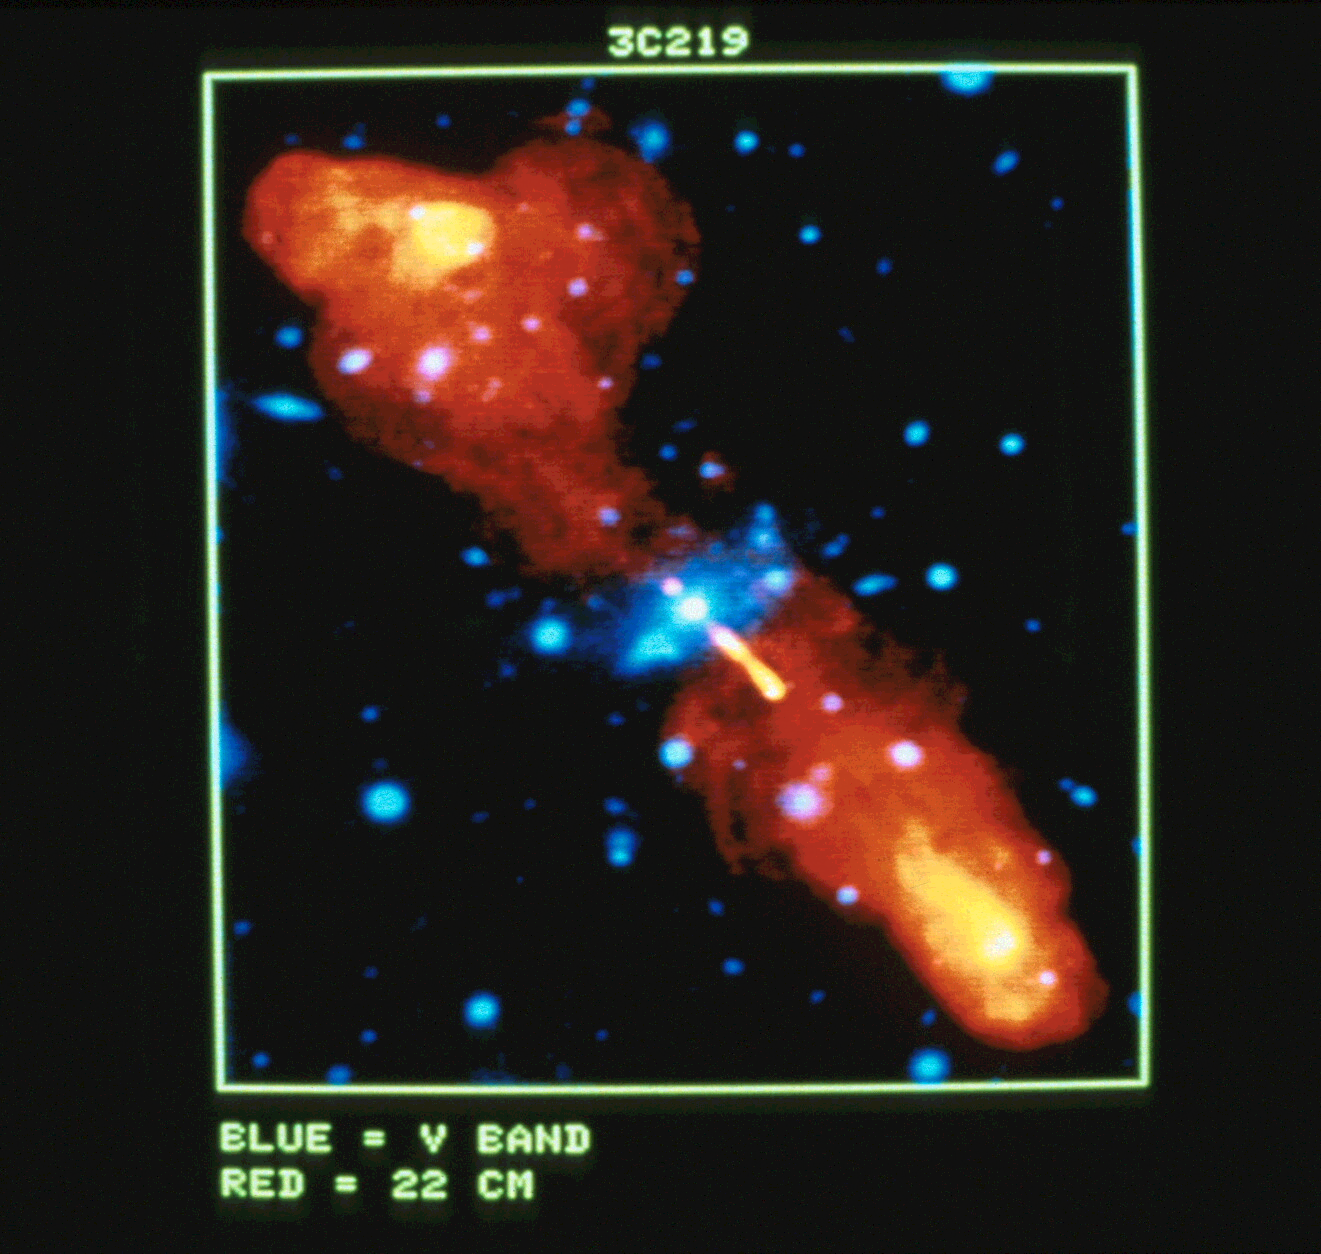 3C219
BLUE = V BAND
RED = 22 CM